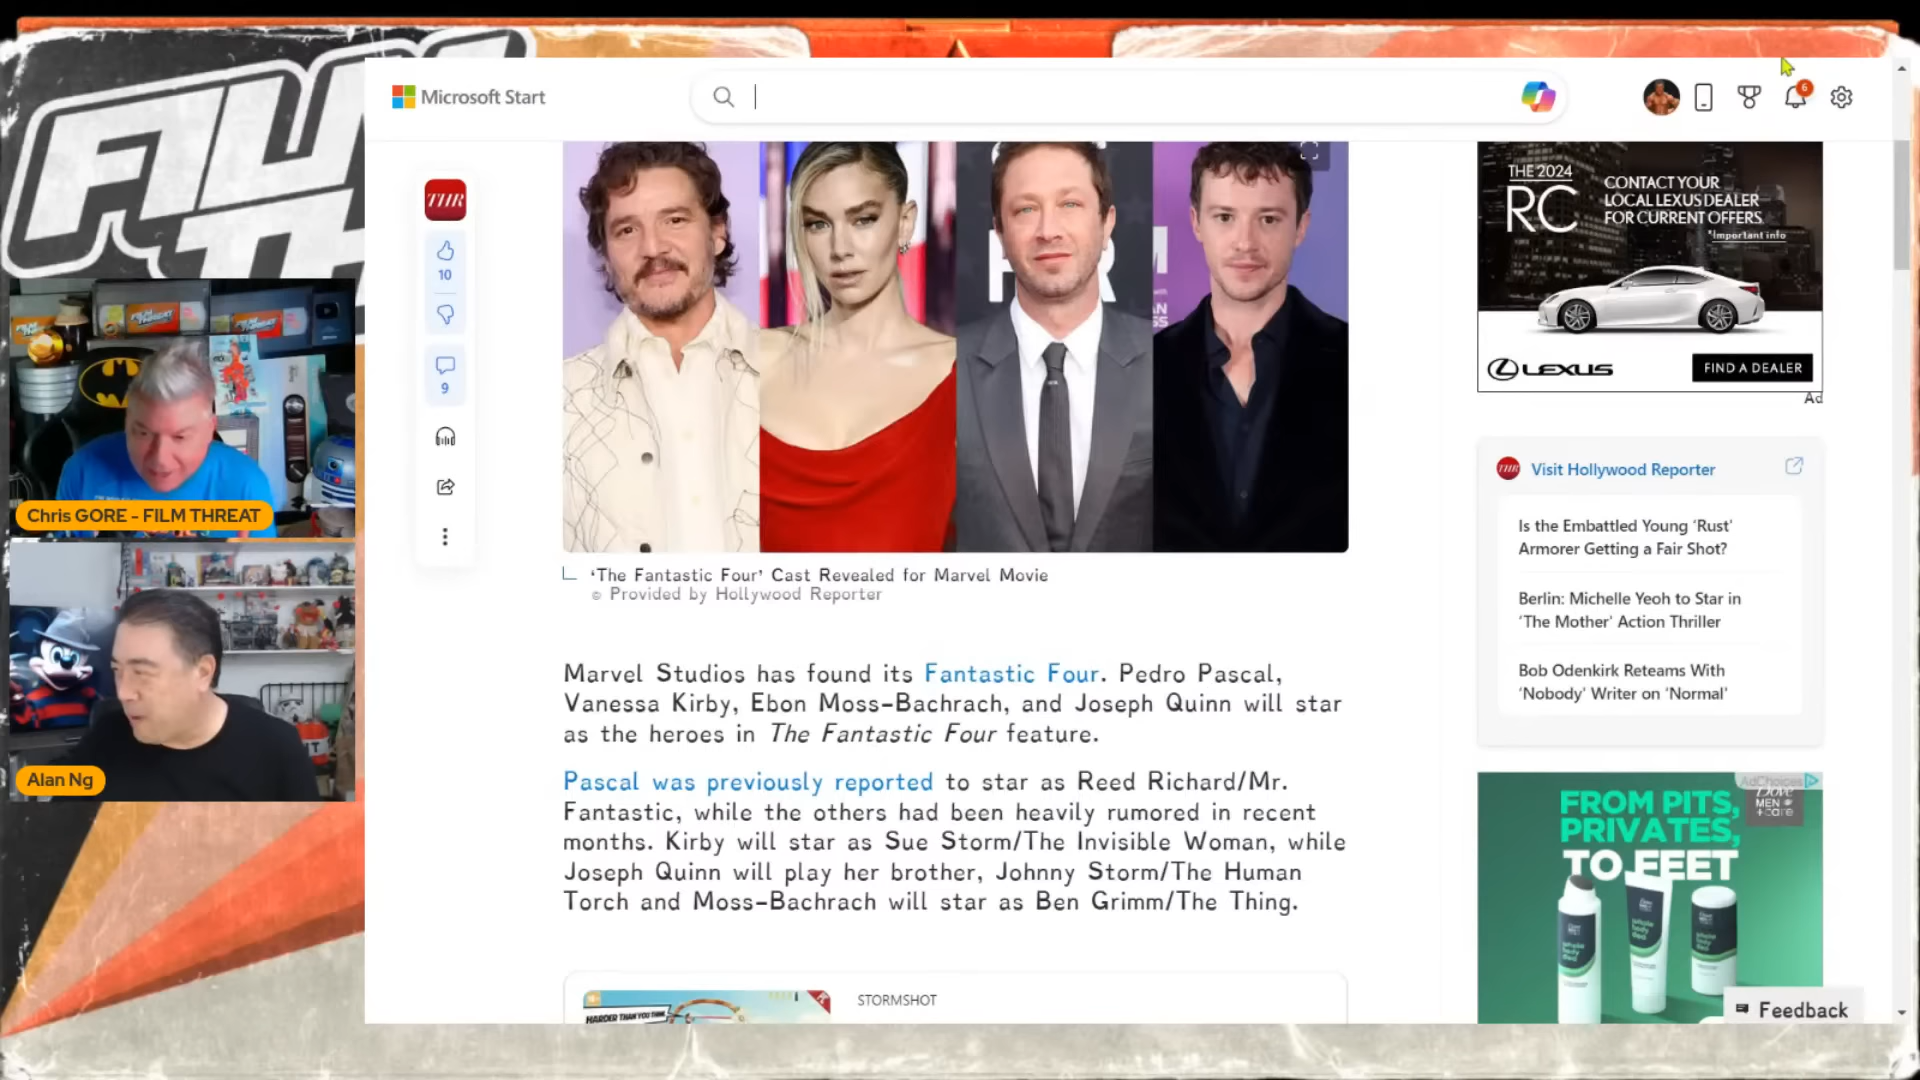 Microsoft Start
6
THR
10
9
THE 2024
RC
CONTACT YOUR
LOCAL LEXUS DEALER
FOR CURRENT OFFERS
*Important info
LEXUS
FIND A DEALER
Ad
'The Fantastic Four' Cast Revealed for Marvel Movie
© Provided by Hollywood Reporter
Marvel Studios has found its Fantastic Four. Pedro Pascal,
Vanessa Kirby, Ebon Moss-Bachrach, and Joseph Quinn will star
as the heroes in The Fantastic Four feature.
Pascal was previously reported to star as Reed Richard/Mr.
Fantastic, while the others had been heavily rumored in recent
months. Kirby will star as Sue Storm/The Invisible Woman, while
Joseph Quinn will play her brother, Johnny Storm/The Human
Torch and Moss-Bachrach will star as Ben Grimm/The Thing.
HARDER THAN YOU THINK
STORMSHOT
THR
Visit Hollywood Reporter
Is the Embattled Young 'Rust'
Armorer Getting a Fair Shot?
Berlin: Michelle Yeoh to Star in
'The Mother' Action Thriller
Bob Odenkirk Reteams With
'Nobody' Writer on 'Normal'
AdChoices
Dove
MEN
+care
FROM PITS,
PRIVATES,
TO FEET
Feedback
Chris GORE - FILM THREAT
Alan Ng